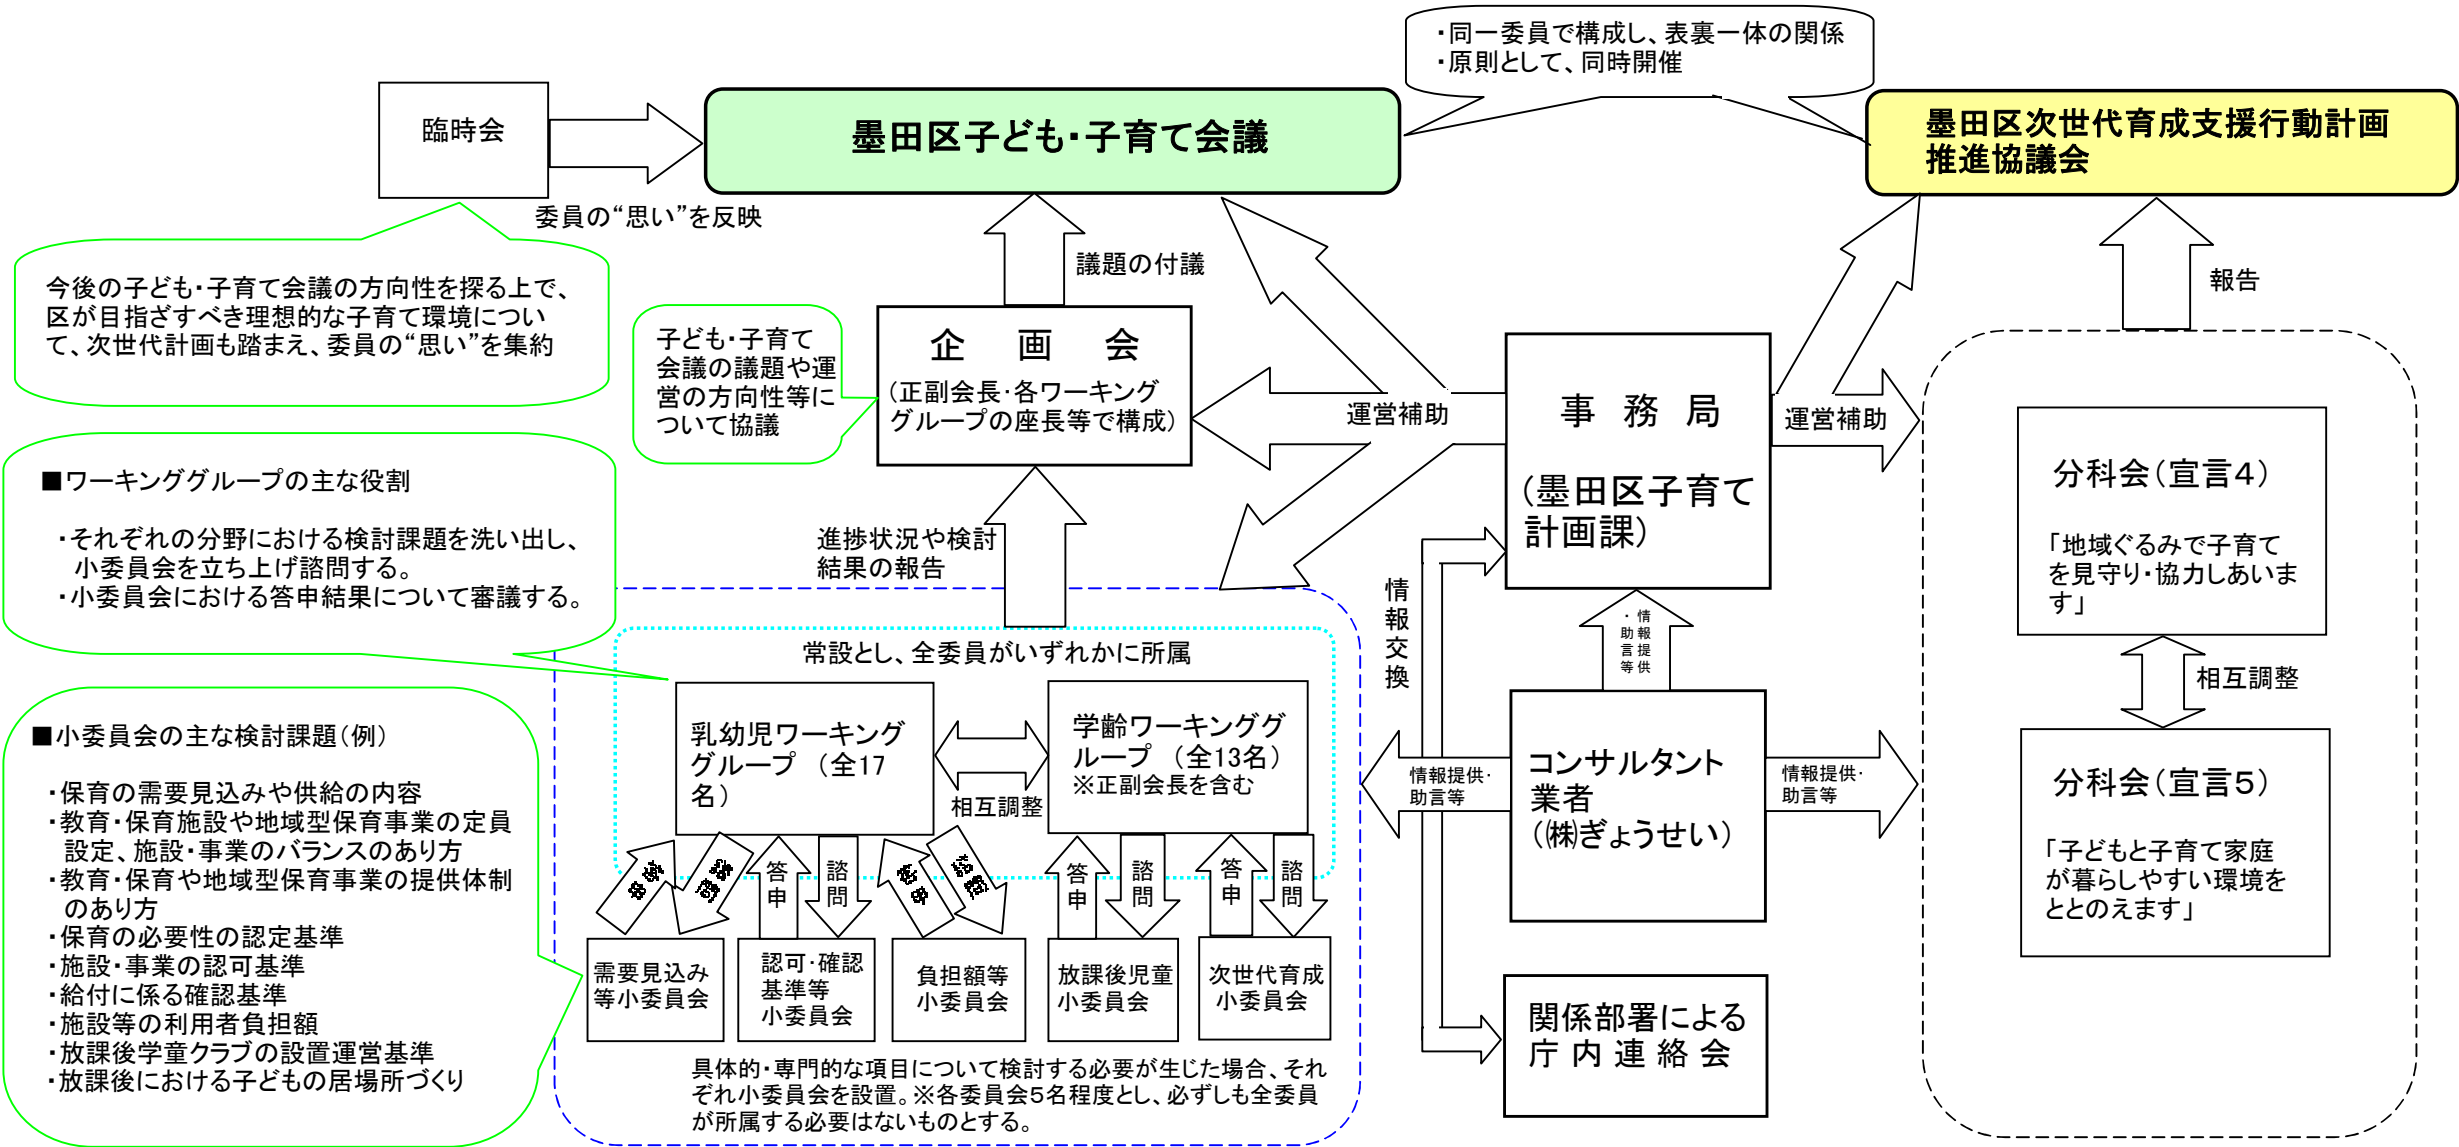 ・同一委員で構成し、表裏一体の関係
・原則として、同時開催
臨時会
墨田区子ども・子育て会議
墨田区次世代育成支援行動計画
推進協議会
委員の“思い”を反映
今後の子ども・子育て会議の方向性を探る上で、
区が目指ざすべき理想的な子育て環境につい
て、次世代計画も踏まえ、委員の“思い”を集約
議題の付議
報告
子ども・子育て
会議の議題や運
営の方向性等に
ついて協議
企 画 会
(正副会長・各ワーキング
グループの座長等で構成)
運営補助
事 務 局
(墨田区子育て
計画課)
運営補助
■ワーキンググループの主な役割
・それぞれの分野における検討課題を洗い出し、
小委員会を立ち上げ諮問する。
・小委員会における答申結果について審議する。
進捗状況や検討
結果の報告
分科会(宣言4)
「地域ぐるみで子育て
を見守り・協力しあいま
す」
相互調整
分科会(宣言5)
「子どもと子育て家庭
が暮らしやすい環境を
ととのえます」
情報交換
情報提供
・助言等
常設とし、全委員がいずれかに所属
乳幼児ワーキング
グループ (全17
名)
相互調整
学齢ワーキンググ
ループ (全13名)
※正副会長を含む
情報提供・
助言等
コンサルタント
業者
(㈱ぎょうせい)
情報提供・
助言等
■小委員会の主な検討課題(例)
・保育の需要見込みや供給の内容
・教育・保育施設や地域型保育事業の定員
設定、施設・事業のバランスのあり方
・教育・保育や地域型保育事業の提供体制
のあり方
・保育の必要性の認定基準
・施設・事業の認可基準
・給付に係る確認基準
・施設等の利用者負担額
・放課後学童クラブの設置運営基準
・放課後における子どもの居場所づくり
答申
諮問
答申
諮問
答申
諮問
答申
諮問
答申
諮問
需要見込み
等小委員会
認可・確認
基準等
小委員会
負担額等
小委員会
放課後児童
小委員会
次世代育成
小委員会
関係部署による
庁 内 連 絡 会
具体的・専門的な項目について検討する必要が生じた場合、それ
ぞれ小委員会を設置。※各委員会5名程度とし、必ずしも全委員
が所属する必要はないものとする。